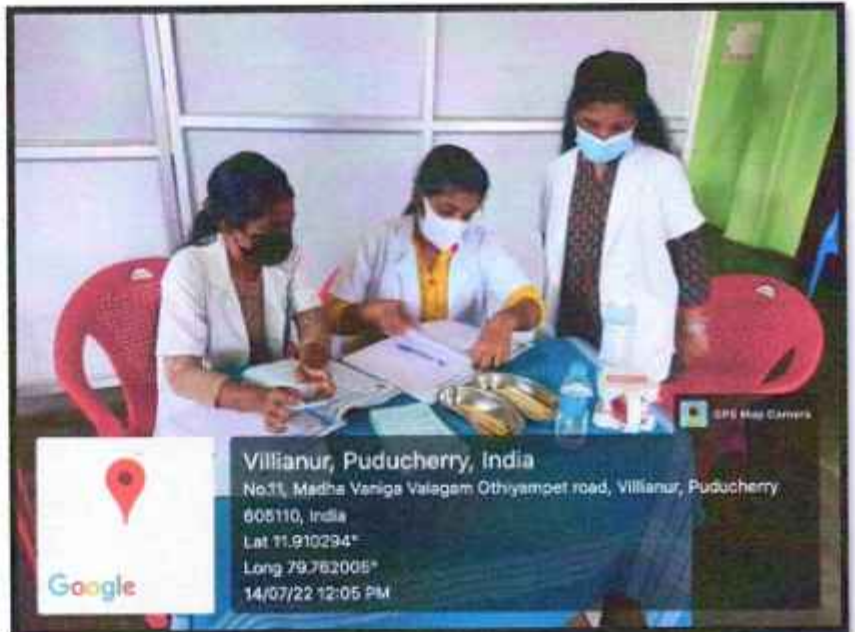 GPS Map Camera
Villianur, Puducherry, India
No.11, Madha Vaniga Valagam Othiyampet road, Villianur, Puducherry
605110, India
Lat 11.910294°
Long 79.762005°
14/07/22 12:05 PM
Google